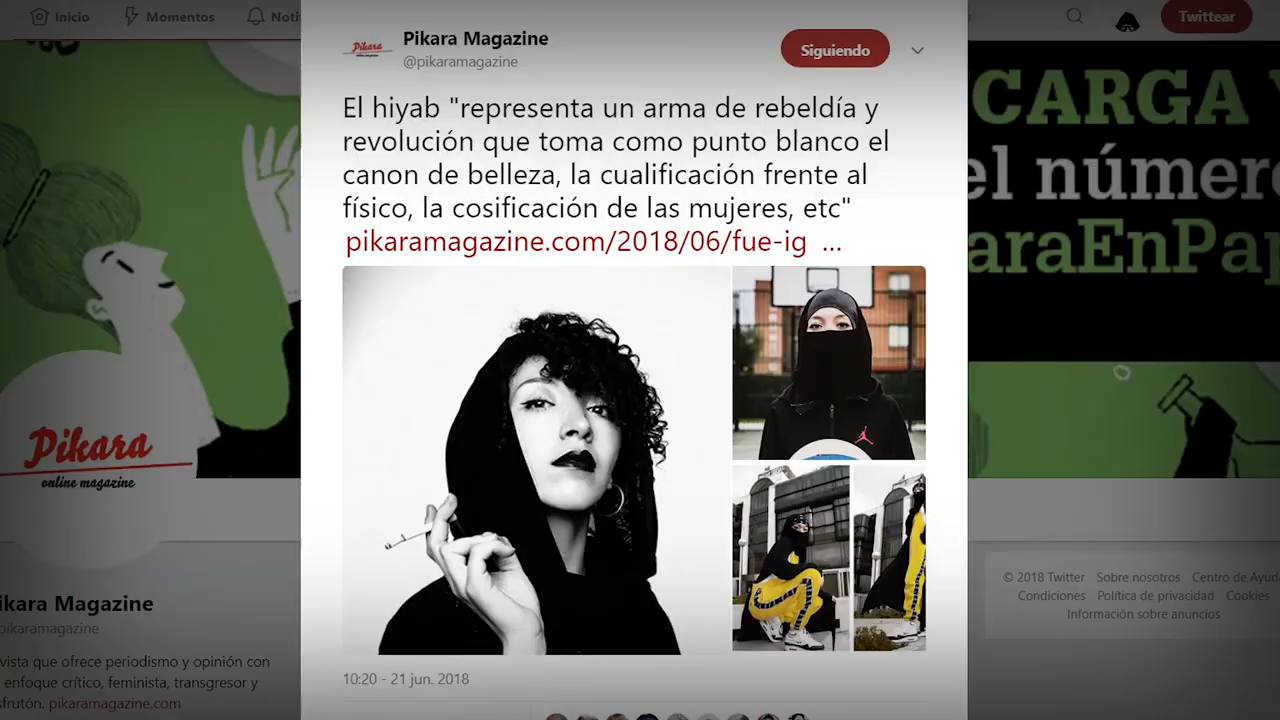 Inicio
Momentos
Noti
Twittear
Pikara Magazine
@pikaramagazine
Siguiendo
El hiyab "representa un arma de rebeldía y
revolución que toma como punto blanco el
canon de belleza, la cualificación frente al
físico, la cosificación de las mujeres, etc"
pikaramagazine.com/2018/06/fue-ig ...
10:20 - 21 jun. 2018
CARGA Y
el número
araEnPap
Pikara
online magazine
ikara Magazine
pikaramagazine
vista que ofrece periodismo y opinión con
enfoque crítico, feminista, transgresor y
sfrutón. pikaramagazine.com
© 2018 Twitter Sobre nosotros Centro de Ayud
Condiciones Política de privacidad Cookies
Información sobre anuncios